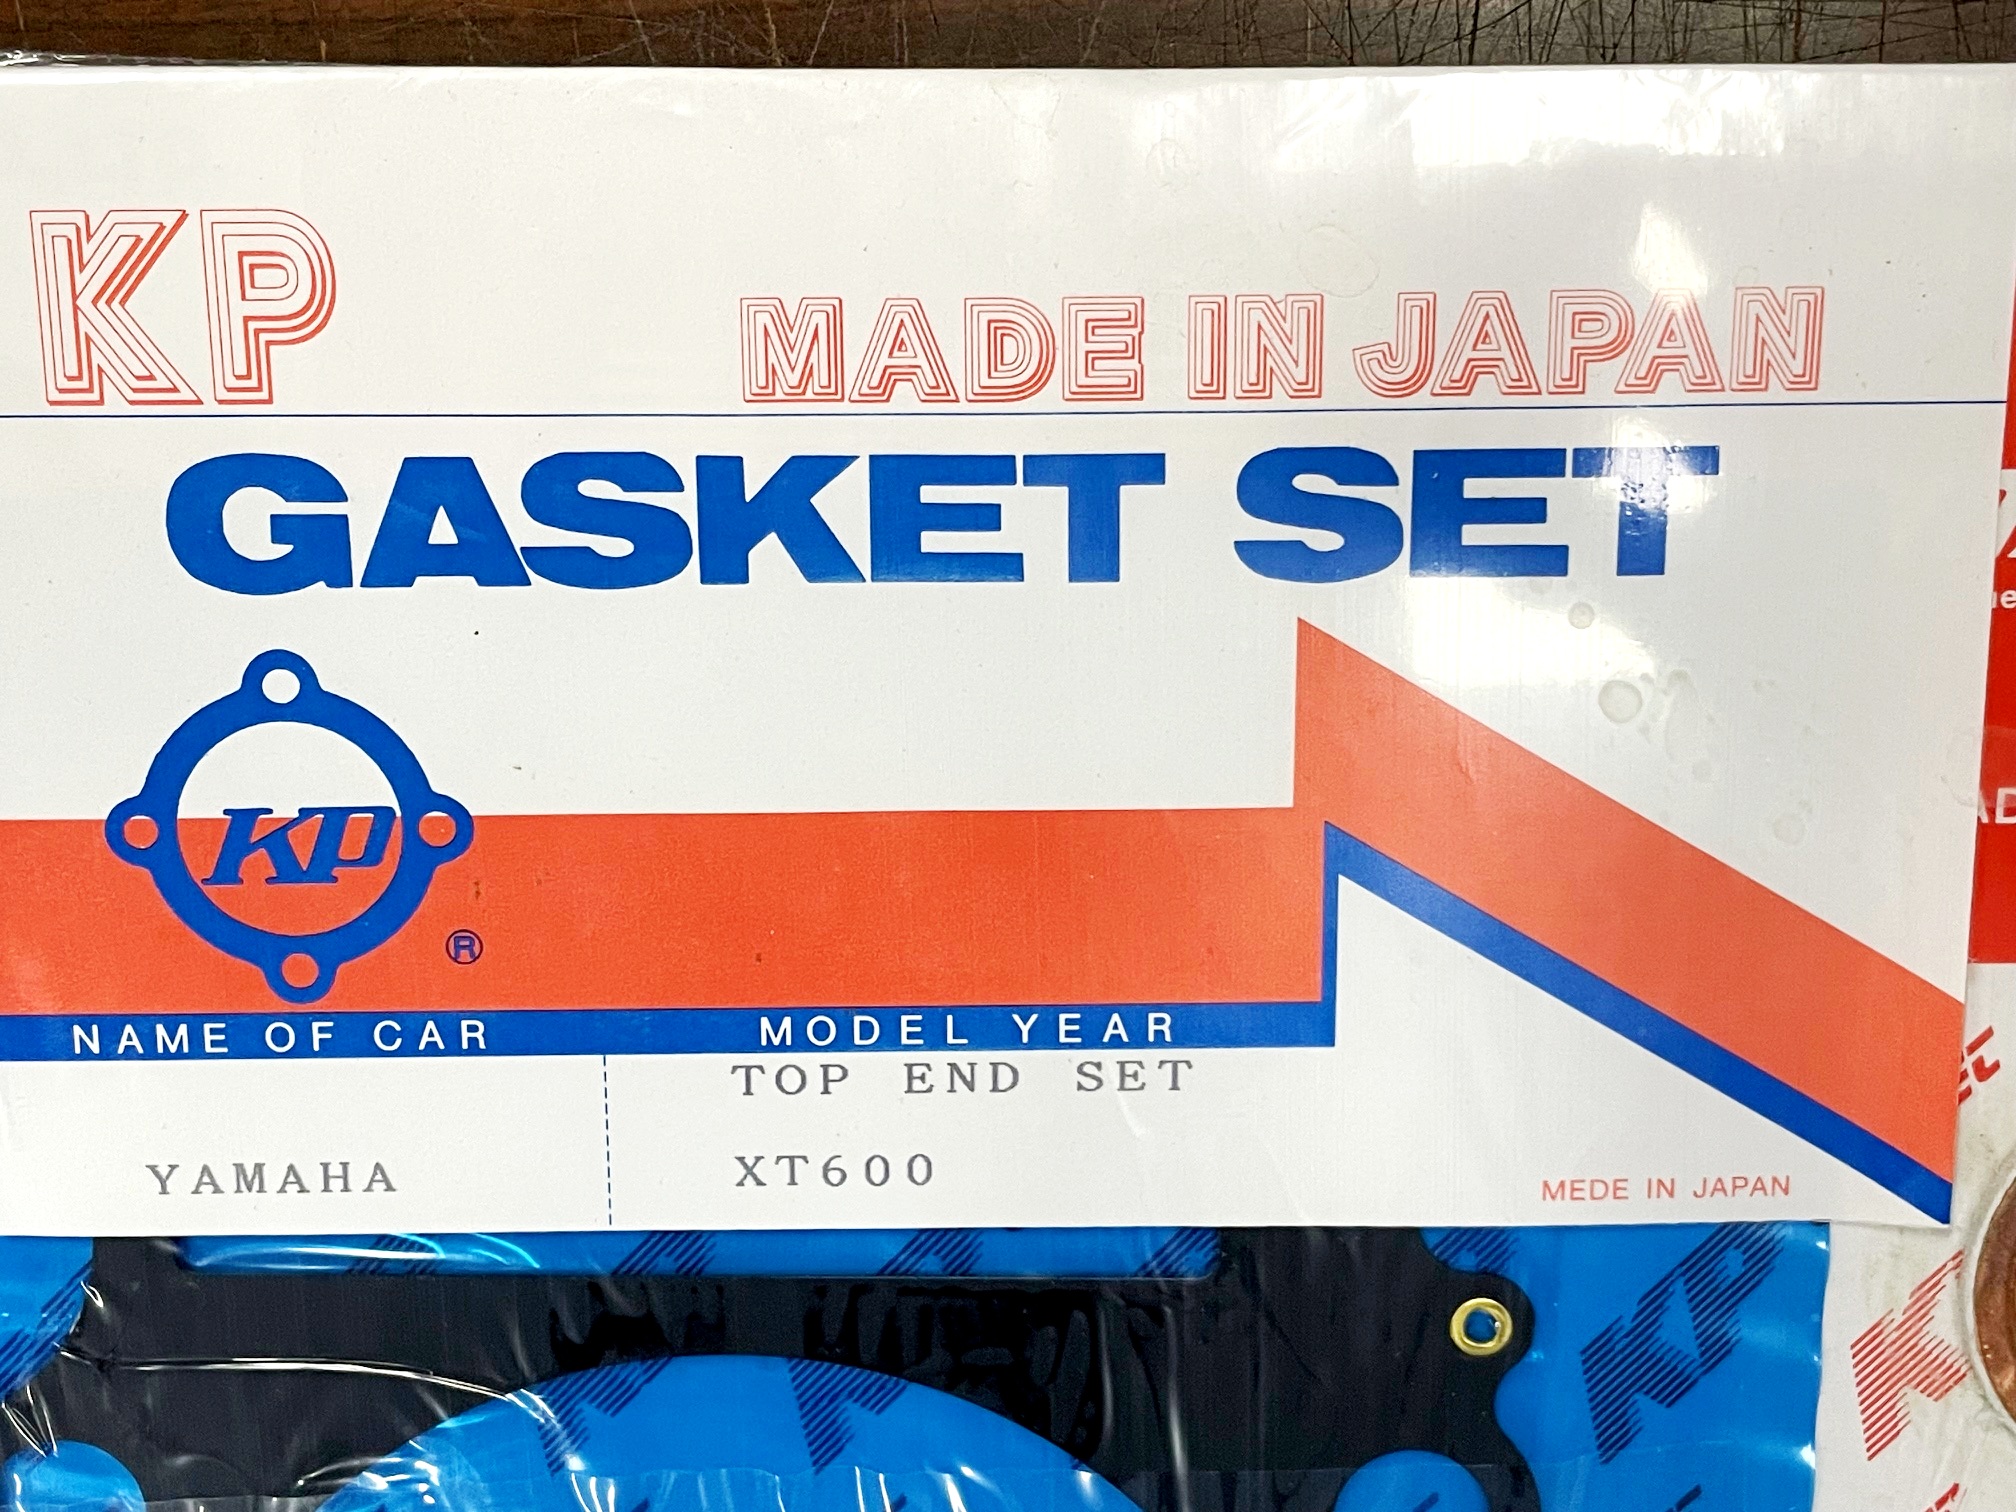 KP
MADE IN JAPAN
GASKET SET
KP
®
NAME OF CAR
MODEL YEAR
TOP END SET
YAMAHA
XT600
MEDE IN JAPAN
KP